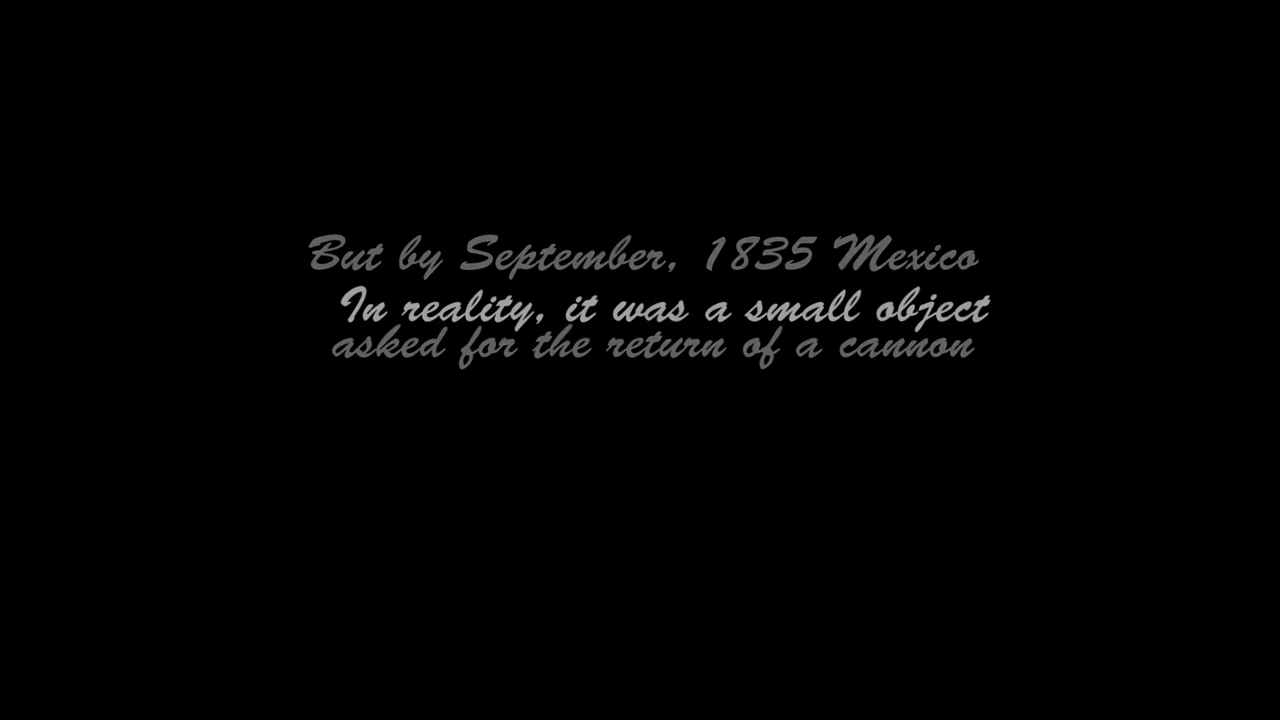 But by September, 1835 Mexico
In reality, it was a small object
asked for the return of a cannon